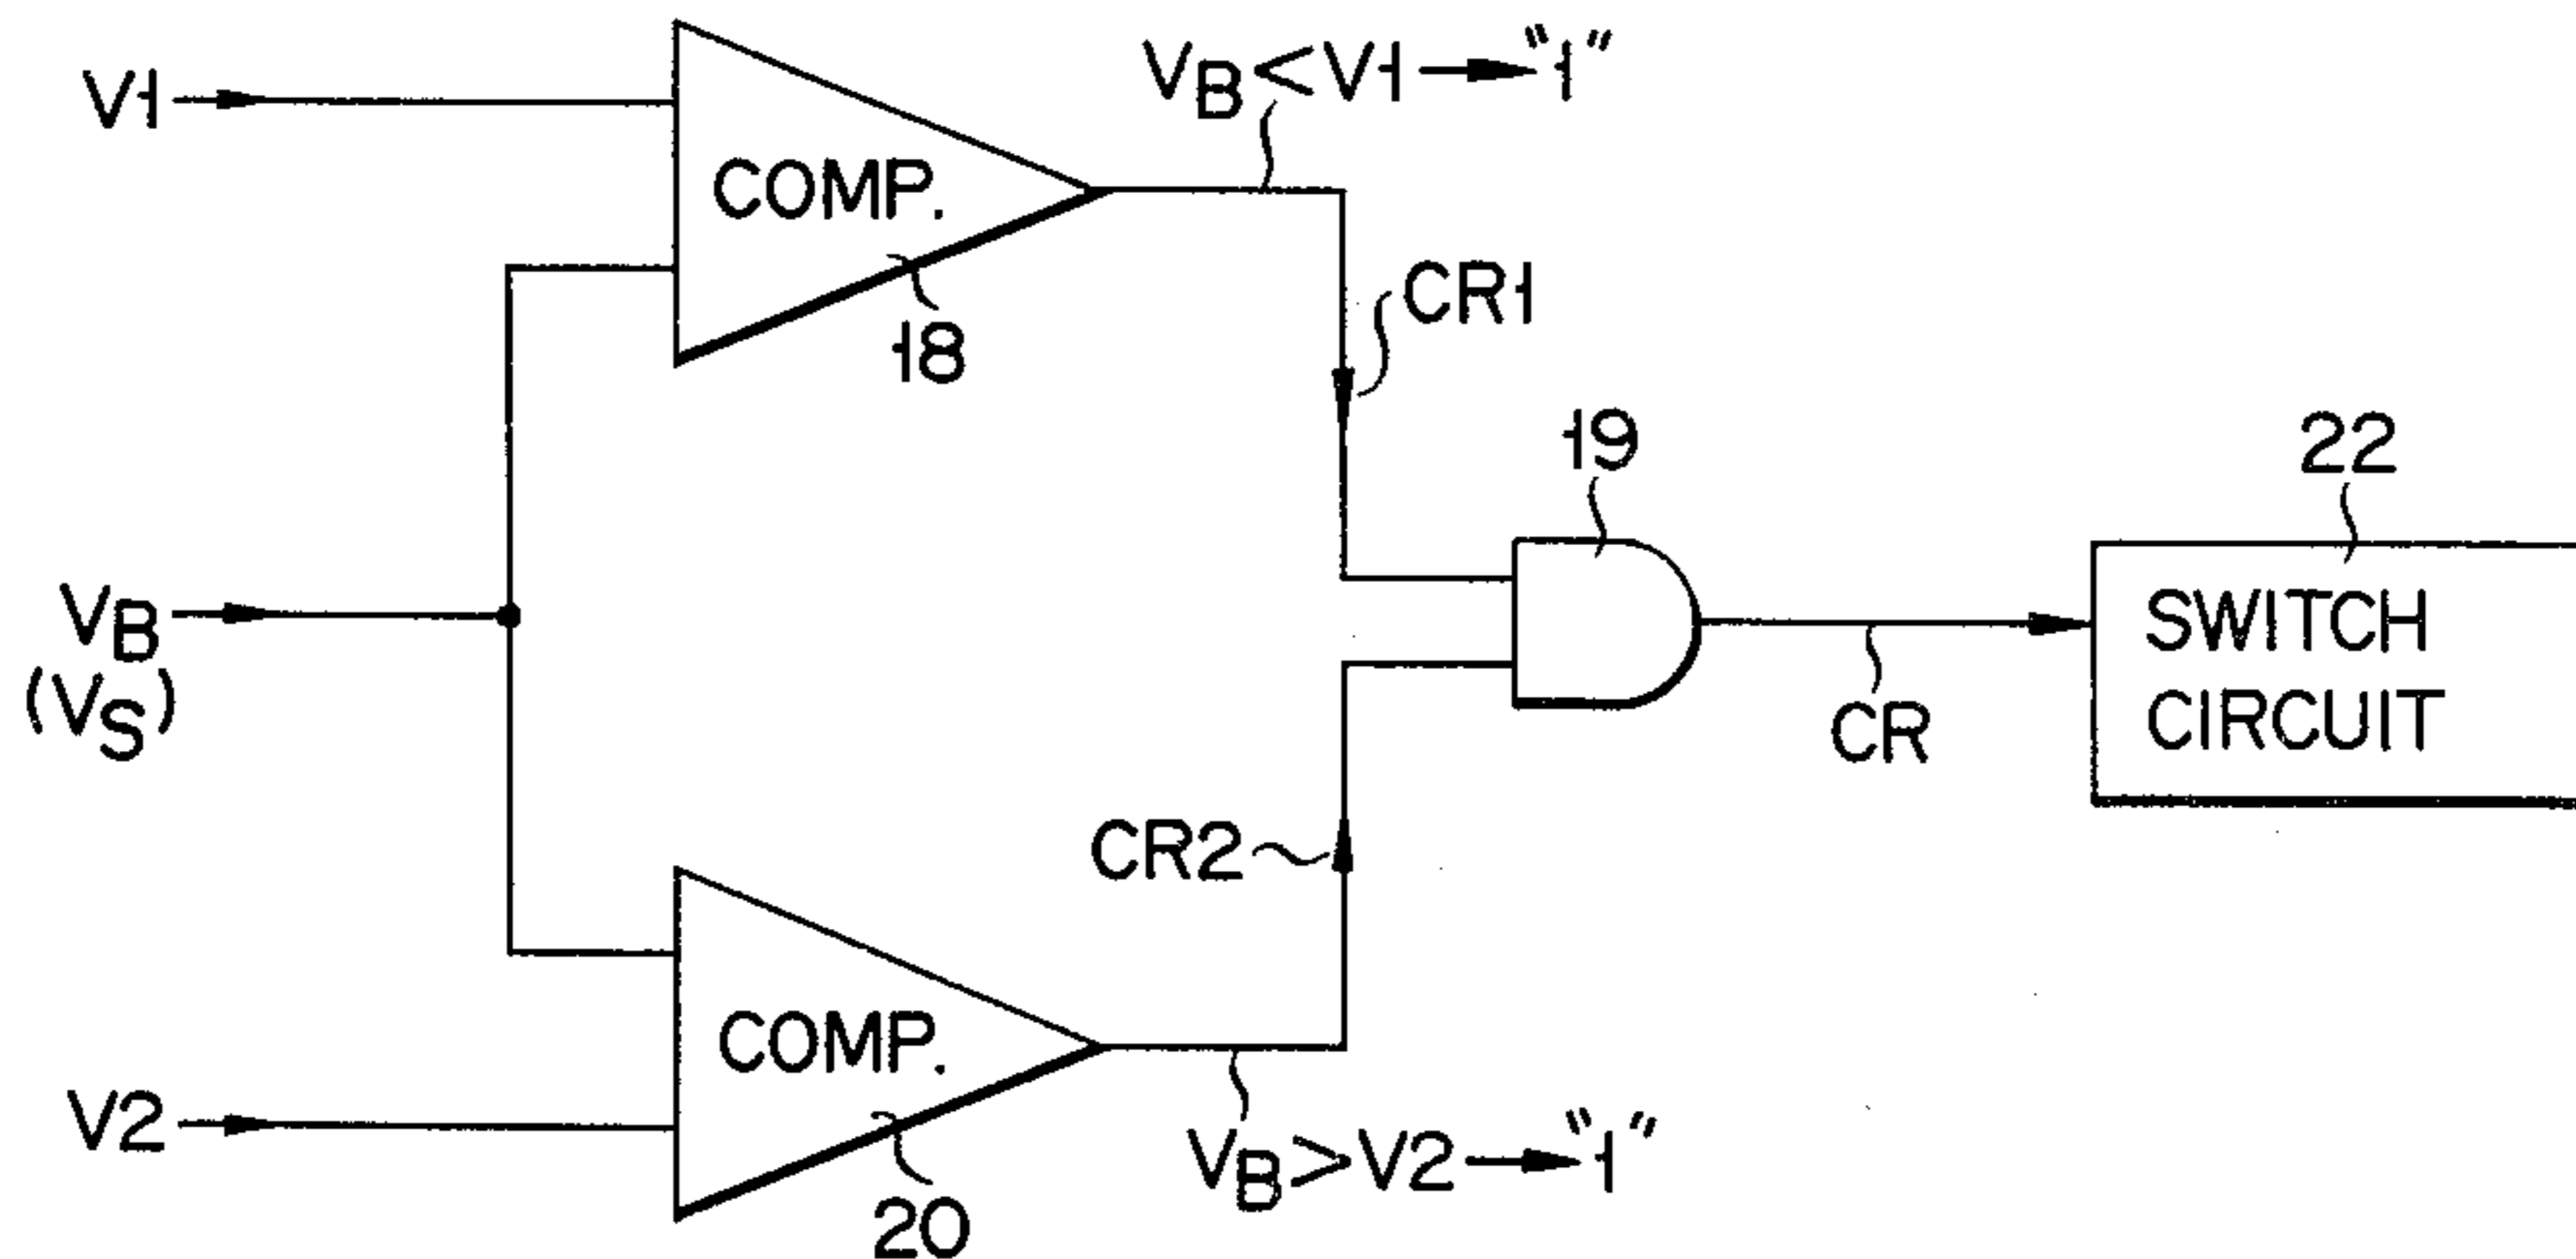 V1
COMP.
18
VB<V1→"1"
CR1
19
22
VB
(VS)
SWITCH
CIRCUIT
CR
CR2
COMP.
V2
20
VB>V2→"1"